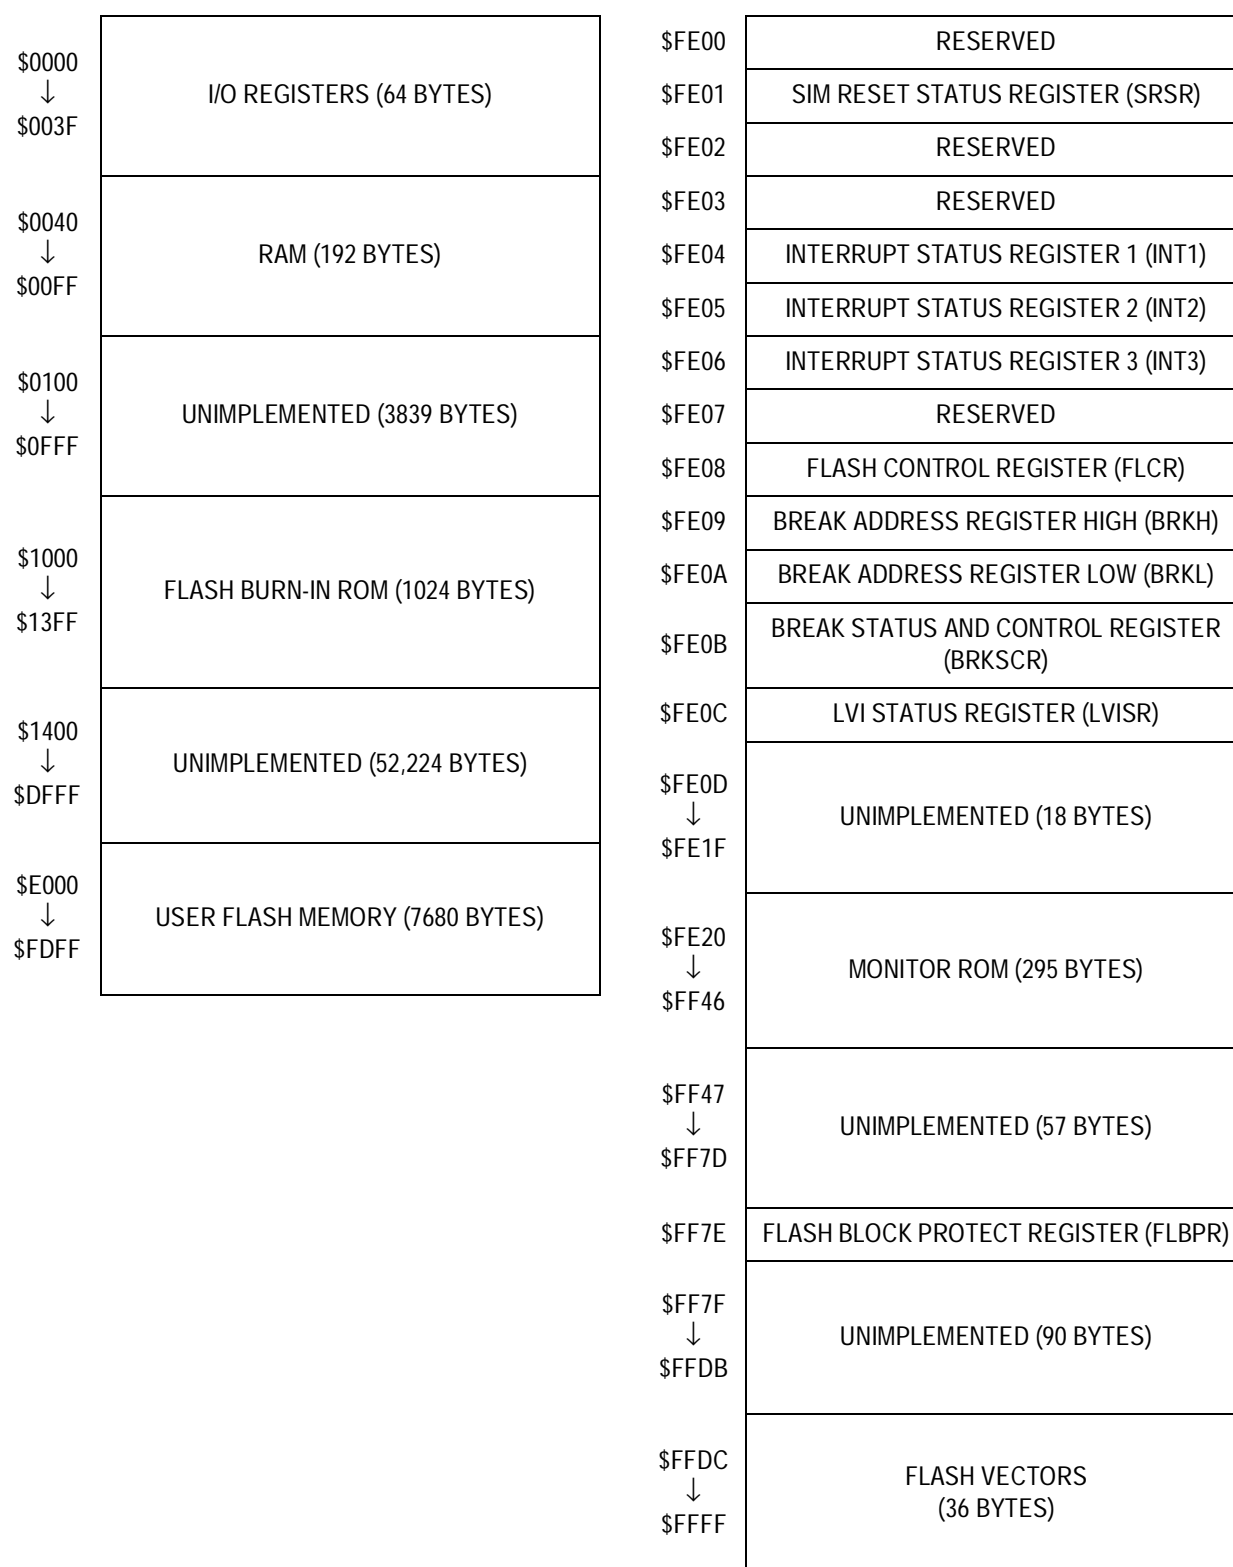 $0000
↓
$003F
I/O REGISTERS (64 BYTES)
$0040
↓
$00FF
RAM (192 BYTES)
$0100
↓
$0FFF
UNIMPLEMENTED (3839 BYTES)
$1000
↓
$13FF
FLASH BURN-IN ROM (1024 BYTES)
$1400
↓
$DFFF
UNIMPLEMENTED (52,224 BYTES)
$E000
↓
$FDFF
USER FLASH MEMORY (7680 BYTES)
$FE00 RESERVED
$FE01 SIM RESET STATUS REGISTER (SRSR)
$FE02 RESERVED
$FE03 RESERVED
$FE04 INTERRUPT STATUS REGISTER 1 (INT1)
$FE05 INTERRUPT STATUS REGISTER 2 (INT2)
$FE06 INTERRUPT STATUS REGISTER 3 (INT3)
$FE07 RESERVED
$FE08 FLASH CONTROL REGISTER (FLCR)
$FE09 BREAK ADDRESS REGISTER HIGH (BRKH)
$FE0A BREAK ADDRESS REGISTER LOW (BRKL)
$FE0B BREAK STATUS AND CONTROL REGISTER
(BRKSCR)
$FE0C LVI STATUS REGISTER (LVISR)
$FE0D
↓
$FE1F
UNIMPLEMENTED (18 BYTES)
$FE20
↓
$FF46
MONITOR ROM (295 BYTES)
$FF47
↓
$FF7D
UNIMPLEMENTED (57 BYTES)
$FF7E FLASH BLOCK PROTECT REGISTER (FLBPR)
$FF7F
↓
$FFDB
UNIMPLEMENTED (90 BYTES)
$FFDC
↓
$FFFF
FLASH VECTORS
(36 BYTES)